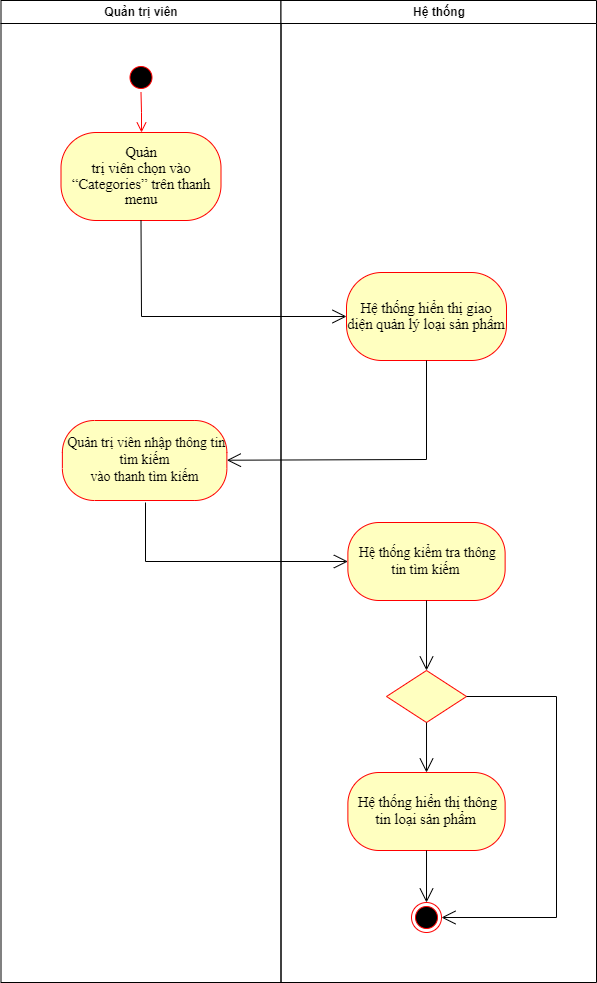 Quản trị viên
Hệ thống
Quản
trị viên chọn vào
“Categories” trên thanh
menu
Hệ thống hiển thị giao
diện quản lý loại sản phẩm
Quản trị viên nhập thông tin
tìm kiếm
vào thanh tìm kiếm
Hệ thống kiểm tra thông
tin tìm kiếm
Hệ thống hiển thị thông
tin loại sản phẩm